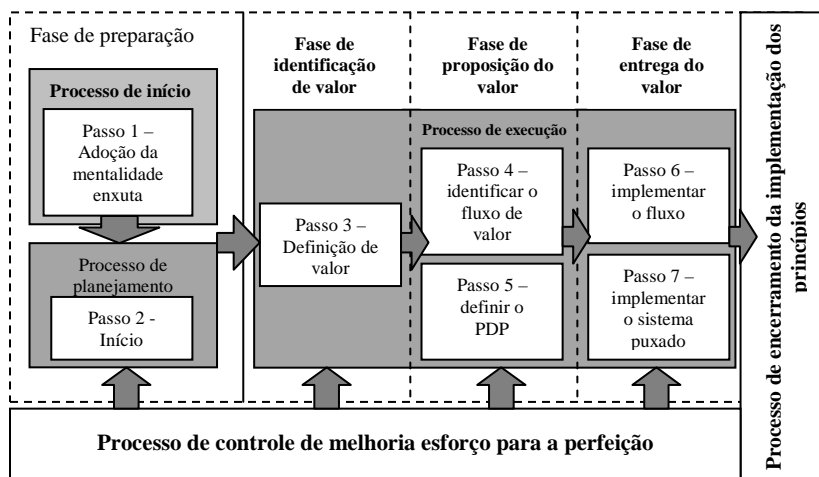 Fase de preparação
Processo de início
Passo 1 –
Adoção da
mentalidade
enxuta
Processo de
planejamento
Passo 2 -
Início
Fase de
identificação
de valor
Fase de
proposição do
valor
Fase de
entrega do
valor
Processo de execução
Passo 3 –
Definição de
valor
Passo 4 –
identificar o
fluxo de
valor
Passo 5 –
definir o
PDP
Passo 6 –
implementar
o fluxo
Passo 7 –
implementar
o sistema
puxado
Processo de controle de melhoria esforço para a perfeição
Processo de encerramento da implementação dos
princípios